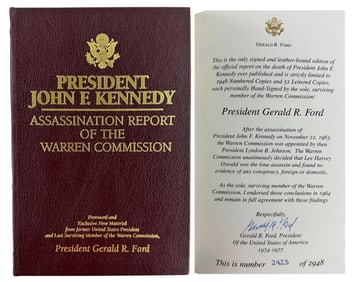 PRESIDENT
JOHN F. KENNEDY
ASSASSINATION REPORT
OF THE
WARREN COMMISSION
Foreword and
Exclusive New Material
from former United States President
and Last Surviving Member of the Warren Commission,
President Gerald R. Ford
GERALD R. FORD
This is the only signed and leather-bound edition of
the official report on the death of President John F.
Kennedy ever published and is strictly limited to
2948 Numbered Copies and 52 Lettered Copies,
each personally Hand-Signed by the sole, surviving
member of the Warren Commission:
President Gerald R. Ford
After the assassination of
President John F. Kennedy on November 22, 1963,
the Warren Commission was appointed by then
President Lyndon B. Johnson. The Warren
Commission unanimously decided that Lee Harvey
Oswald was the lone assassin and found no
evidence of any conspiracy, foreign or domestic.
As the sole, surviving member of the Warren
Commission, I endorsed those conclusions in 1964
and remain in full agreement with those findings
Respectfully,
Gerald R. Ford
Gerald R. Ford, President
Of the United States of America
1974-1977
This is number 2425 of 2948